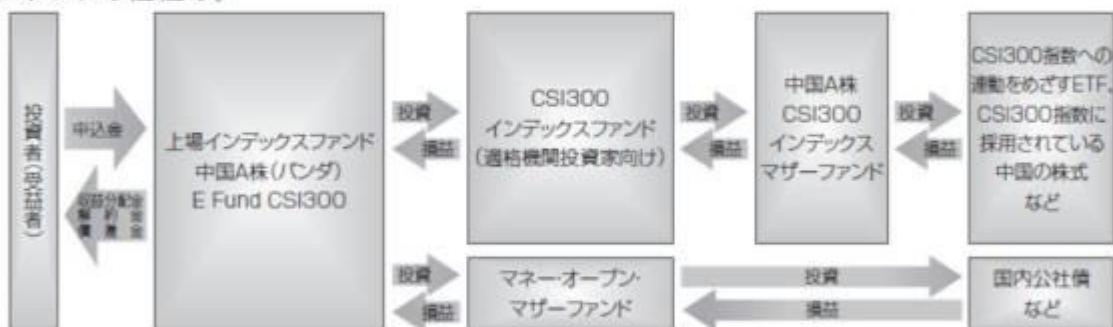 投資者(受益者)
申込金
収益分配金
解約金
償還金
上場インデックスファンド
中国A株(パンダ)
E Fund CSI300
投資
損益
CSI300
インデックスファンド
(適格機関投資家向け)
投資
損益
中国A株
CSI300
インデックス
マザーファンド
投資
損益
CSI300指数への
連動をめざすETF、
CSI300指数に
採用されている
中国の株式
など
投資
損益
マネー・オープン・
マザーファンド
投資
損益
国内公社債
など